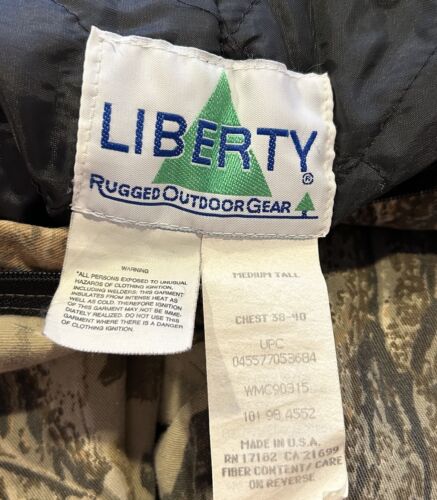 LIBERTY®
RUGGED OUTDOOR GEAR
WARNING
"ALL PERSONS EXPOSED TO UNUSUAL
HAZARDS OF CLOTHING IGNITION,
INCLUDING WELDERS: THIS GARMENT
INSULATES FROM INTENSE HEAT AS
WELL AS COLD. THEREFORE IGNITION
OF THIS GARMENT MAY NOT BE IMME-
DIATELY REALIZED. DO NOT USE THIS
GARMENT WHERE THERE IS A DANGER
OF CLOTHING IGNITION.
MEDIUM TALL
CHEST 38-40
UPC
045577053684
WMC90315
101 98 4552
MADE IN U.S.A.
RN 17102 CA 21699
FIBER CONTENT/CARE
ON REVERSE